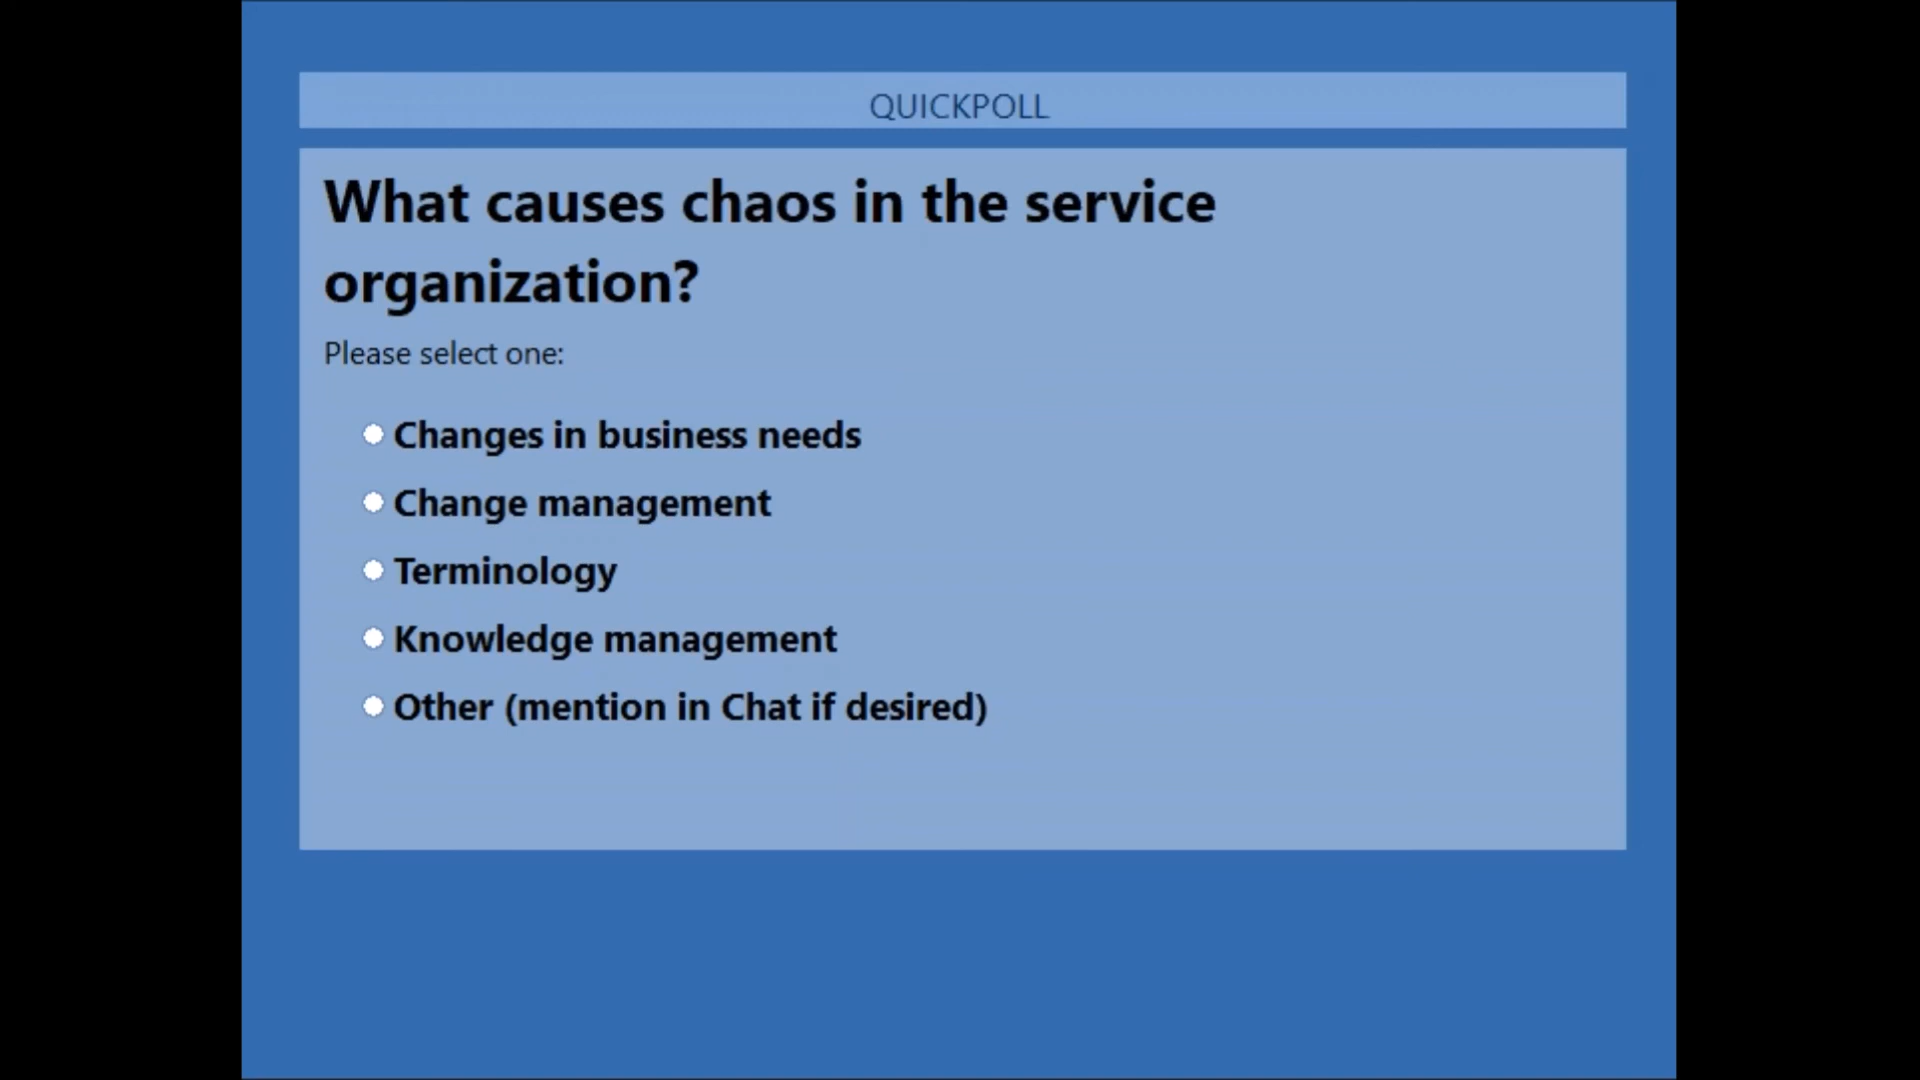 QUICKPOLL
What causes chaos in the service
organization?
Please select one:
Changes in business needs
Change management
Terminology
Knowledge management
Other (mention in Chat if desired)